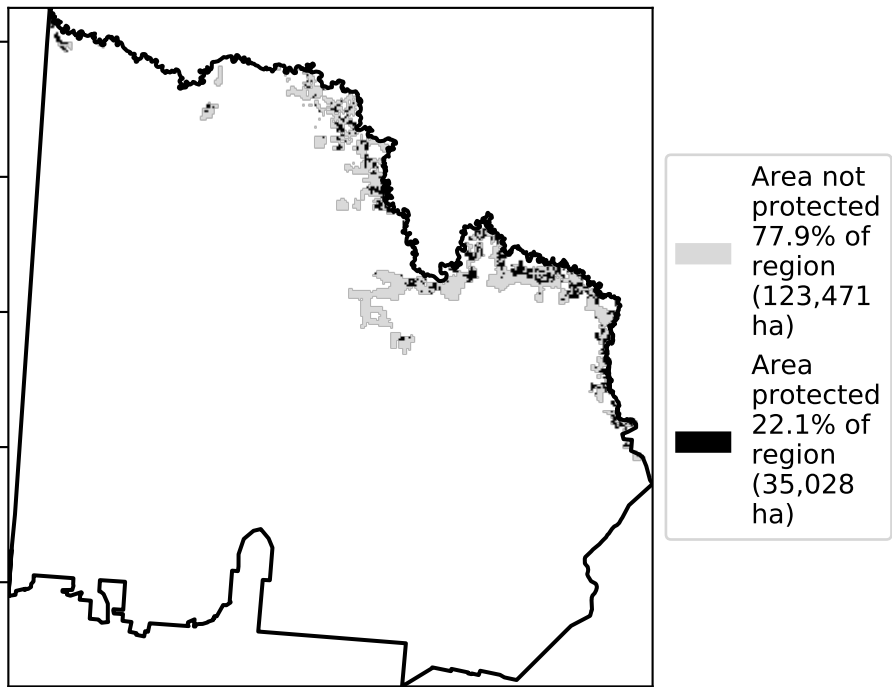 Area not
protected
77.9% of
region
(123,471
ha)
Area
protected
22.1% of
region
(35,028
ha)